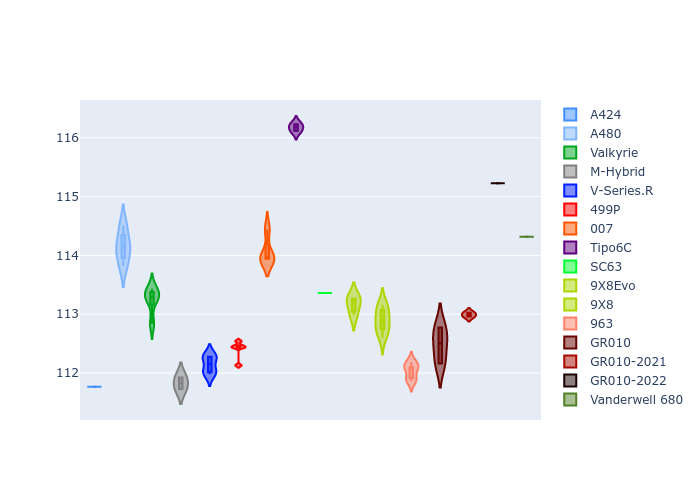 116
115
114
113
112
A424
A480
Valkyrie
M-Hybrid
V-Series.R
499P
007
Tipo6C
SC63
9X8Evo
9X8
963
GR010
GR010-2021
GR010-2022
Vanderwell 680